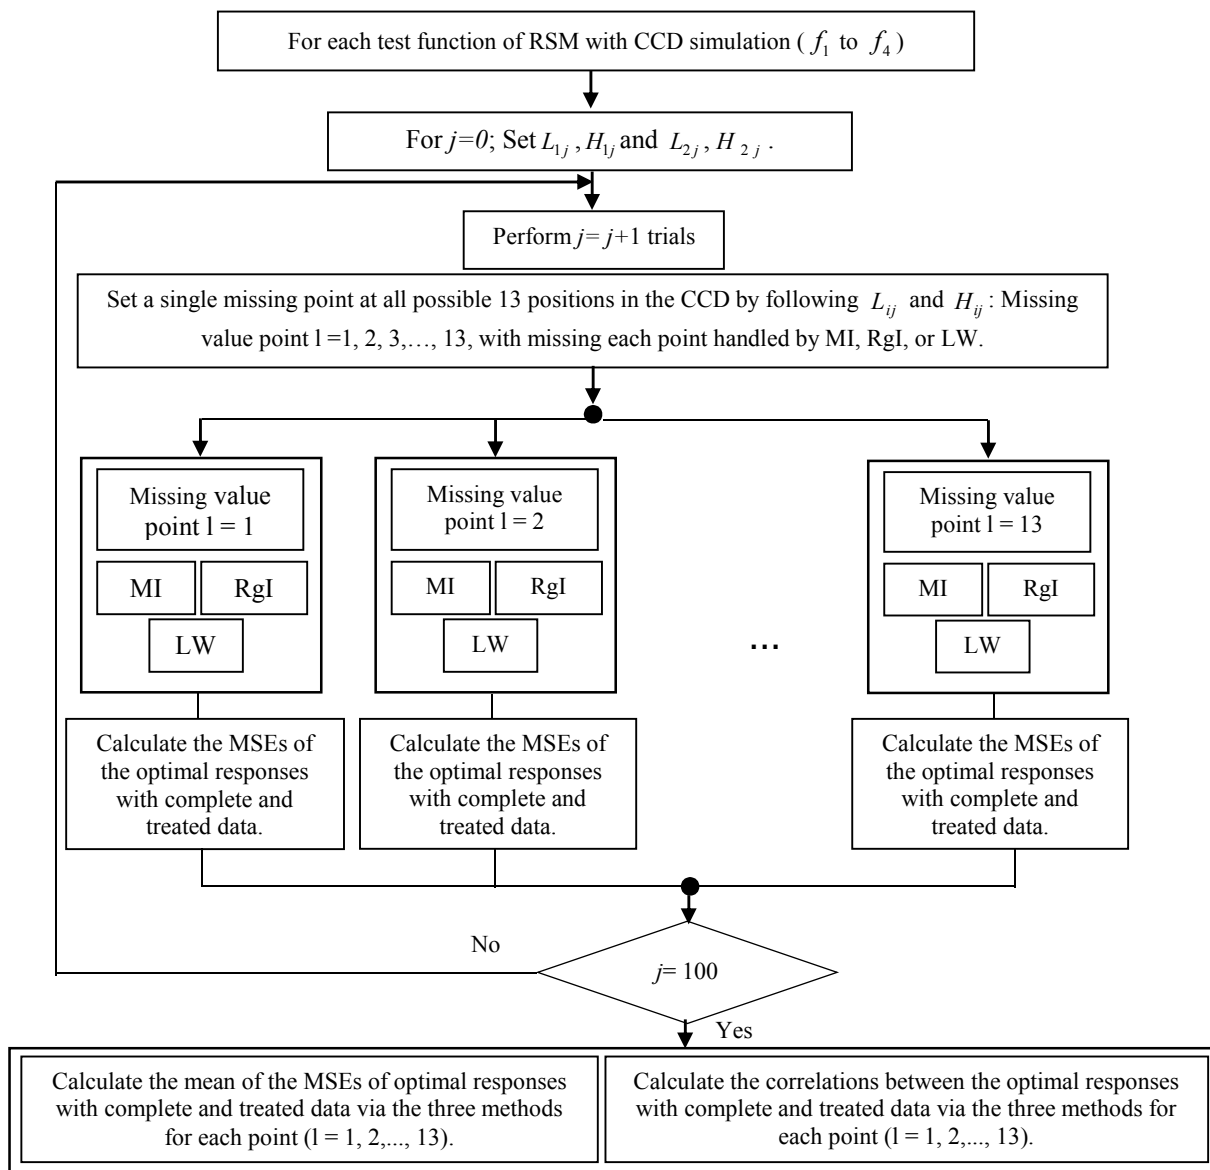 For each test function of RSM with CCD simulation ( f1 to f4 )
For j=0; Set L1j , H1j and L2j , H2j .
Perform j= j+1 trials
Set a single missing point at all possible 13 positions in the CCD by following Lij and Hij : Missing
value point l =1, 2, 3,…, 13, with missing each point handled by MI, RgI, or LW.
Missing value
point l = 1
MI
RgI
LW
Missing value
point l = 2
MI
RgI
LW
...
Missing value
point l = 13
MI
RgI
LW
Calculate the MSEs of
the optimal responses
with complete and
treated data.
Calculate the MSEs of
the optimal responses
with complete and
treated data.
Calculate the MSEs of
the optimal responses
with complete and
treated data.
No
j= 100
Yes
Calculate the mean of the MSEs of optimal responses
with complete and treated data via the three methods
for each point (l = 1, 2,..., 13).
Calculate the correlations between the optimal responses
with complete and treated data via the three methods for
each point (l = 1, 2,..., 13).